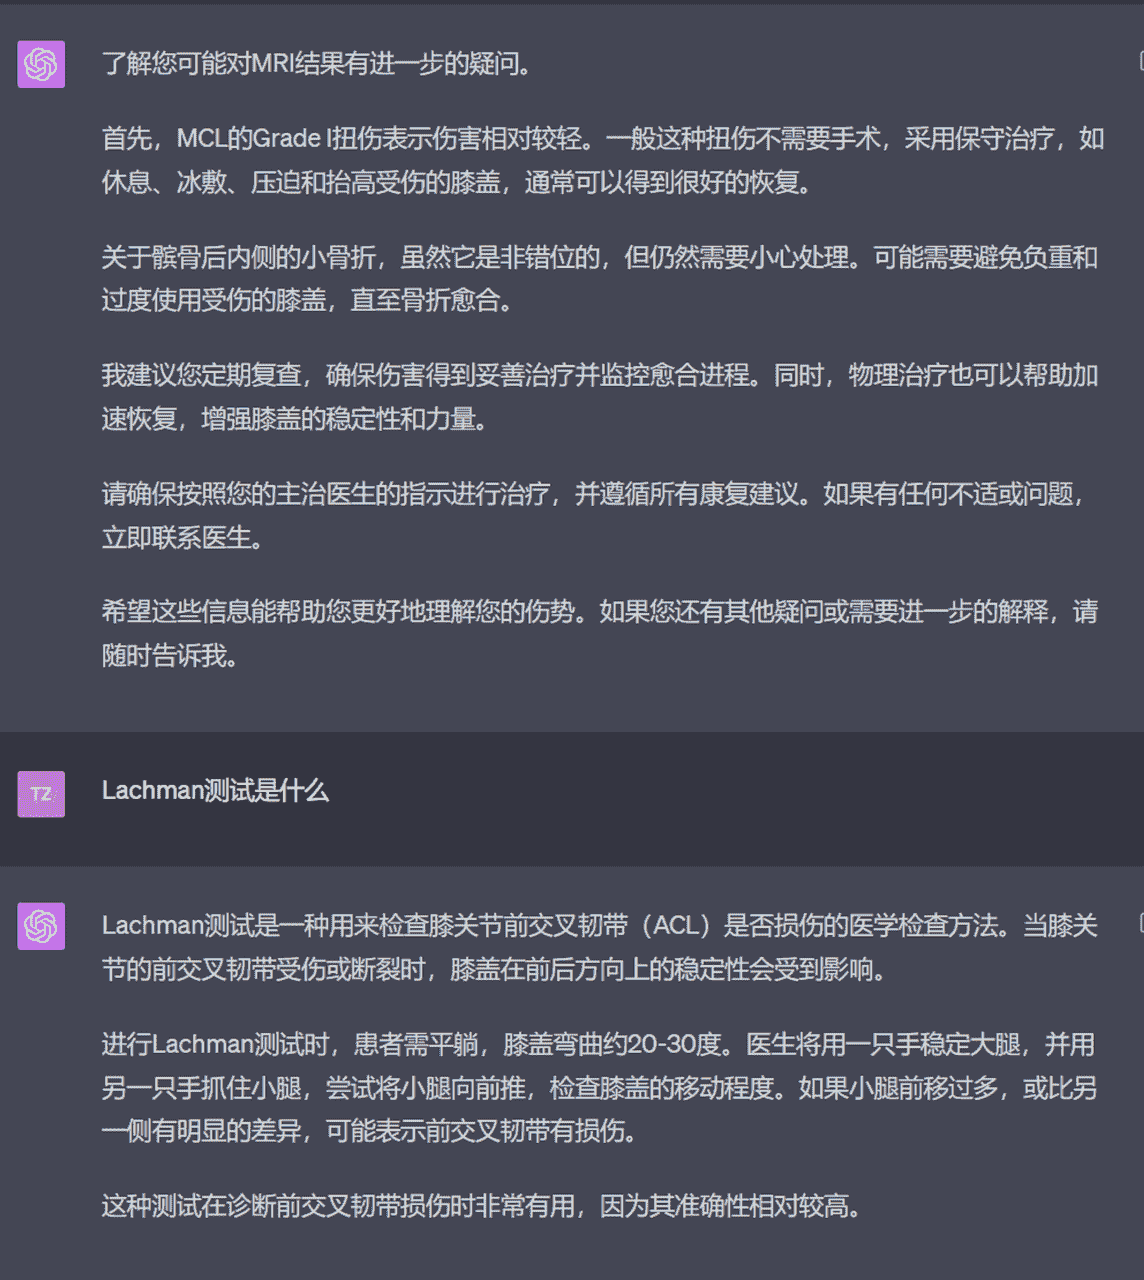 了解您可能对MRI结果有进一步的疑问。
首先，MCL的Grade I扭伤表示伤害相对较轻。一般这种扭伤不需要手术，采用保守治疗，如
休息、冰敷、压迫和抬高受伤的膝盖，通常可以得到很好的恢复。
关于髌骨后内侧的小骨折，虽然它是非错位的，但仍然需要小心处理。可能需要避免负重和
过度使用受伤的膝盖，直至骨折愈合。
我建议您定期复查，确保伤害得到妥善治疗并监控愈合进程。同时，物理治疗也可以帮助加
速恢复，增强膝盖的稳定性和力量。
请确保按照您的主治医生的指示进行治疗，并遵循所有康复建议。如果有任何不适或问题，
立即联系医生。
希望这些信息能帮助您更好地理解您的伤势。如果您还有其他疑问或需要进一步的解释，请
随时告诉我。
TZ
Lachman测试是什么
Lachman测试是一种用来检查膝关节前交叉韧带（ACL）是否损伤的医学检查方法。当膝关
节的前交叉韧带受伤或断裂时，膝盖在前后方向上的稳定性会受到影响。
进行Lachman测试时，患者需平躺，膝盖弯曲约20-30度。医生将用一只手稳定大腿，并用
另一只手抓住小腿，尝试将小腿向前推，检查膝盖的移动程度。如果小腿前移过多，或比另
一侧有明显的差异，可能表示前交叉韧带有损伤。
这种测试在诊断前交叉韧带损伤时非常有用，因为其准确性相对较高。